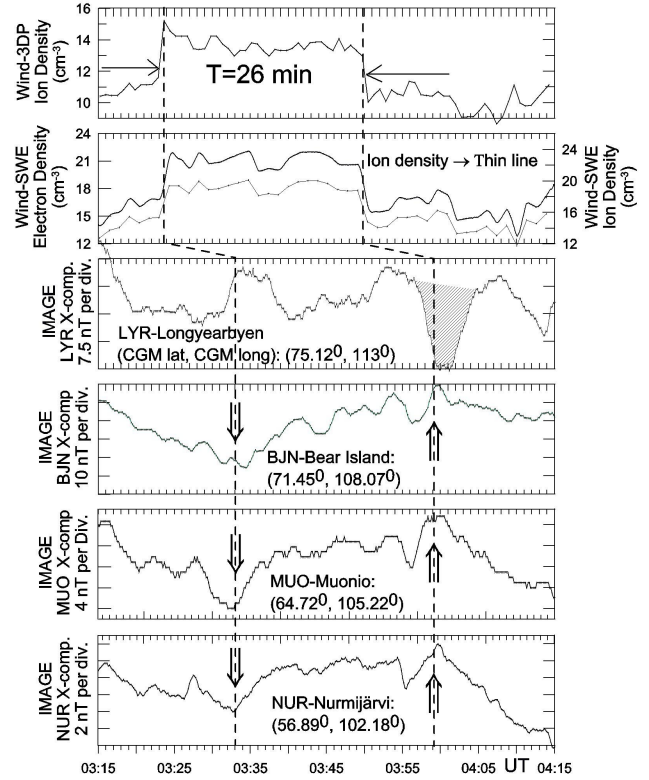 Wind-3DP
Ion Density
(cm-3)
16
14
12
10
T=26 min
Wind-SWE
Electron Density
(cm-3)
24
21
18
15
12
Ion density → Thin line
24
20
16
12
Wind-SWE
Ion Density
(cm-3)
IMAGE
LYR X-comp.
7.5 nT per div.
LYR-Longyearbyen
(CGM lat, CGM long): (75.12⁰, 113⁰)
IMAGE
BJN X-comp
10 nT per div.
BJN-Bear Island:
(71.45⁰, 108.07⁰)
IMAGE
MUO X-comp
4 nT per Div.
MUO-Muonio:
(64.72⁰, 105.22⁰)
IMAGE
NUR X-comp.
2 nT per div.
NUR-Nurmijärvi:
(56.89⁰, 102.18⁰)
03:15 03:25 03:35 03:45 03:55 04:05 UT 04:15